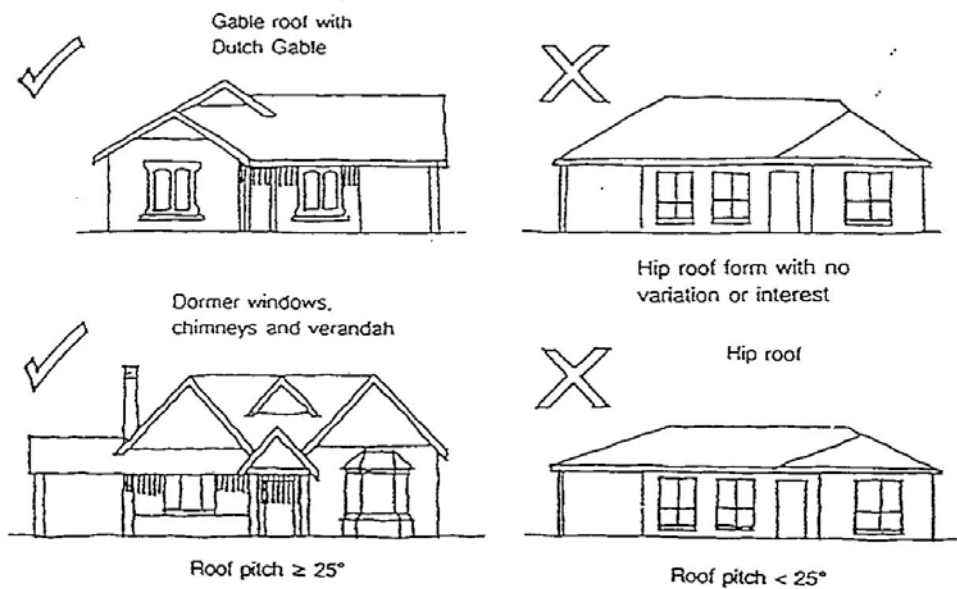 Gable roof with
Dutch Gable
Hip roof form with no
variation or interest
Dormer windows,
chimneys and verandah
Hip roof
Roof pitch ≥ 25°
Roof pitch < 25°